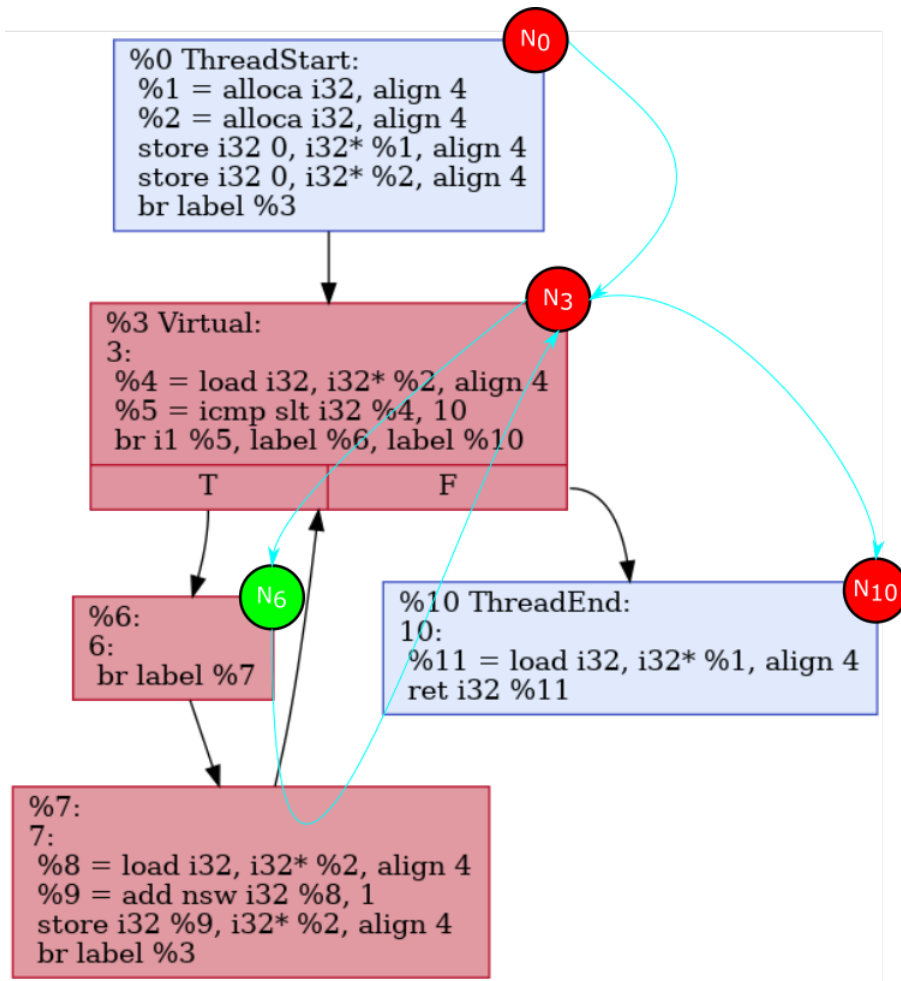 N0
%0 ThreadStart:
%1 = alloca i32, align 4
%2 = alloca i32, align 4
store i32 0, i32* %1, align 4
store i32 0, i32* %2, align 4
br label %3
N3
%3 Virtual:
3:
%4 = load i32, i32* %2, align 4
%5 = icmp slt i32 %4, 10
br i1 %5, label %6, label %10
T F
N6
%6:
6:
br label %7
N10
%10 ThreadEnd:
10:
%11 = load i32, i32* %1, align 4
ret i32 %11
%7:
7:
%8 = load i32, i32* %2, align 4
%9 = add nsw i32 %8, 1
store i32 %9, i32* %2, align 4
br label %3